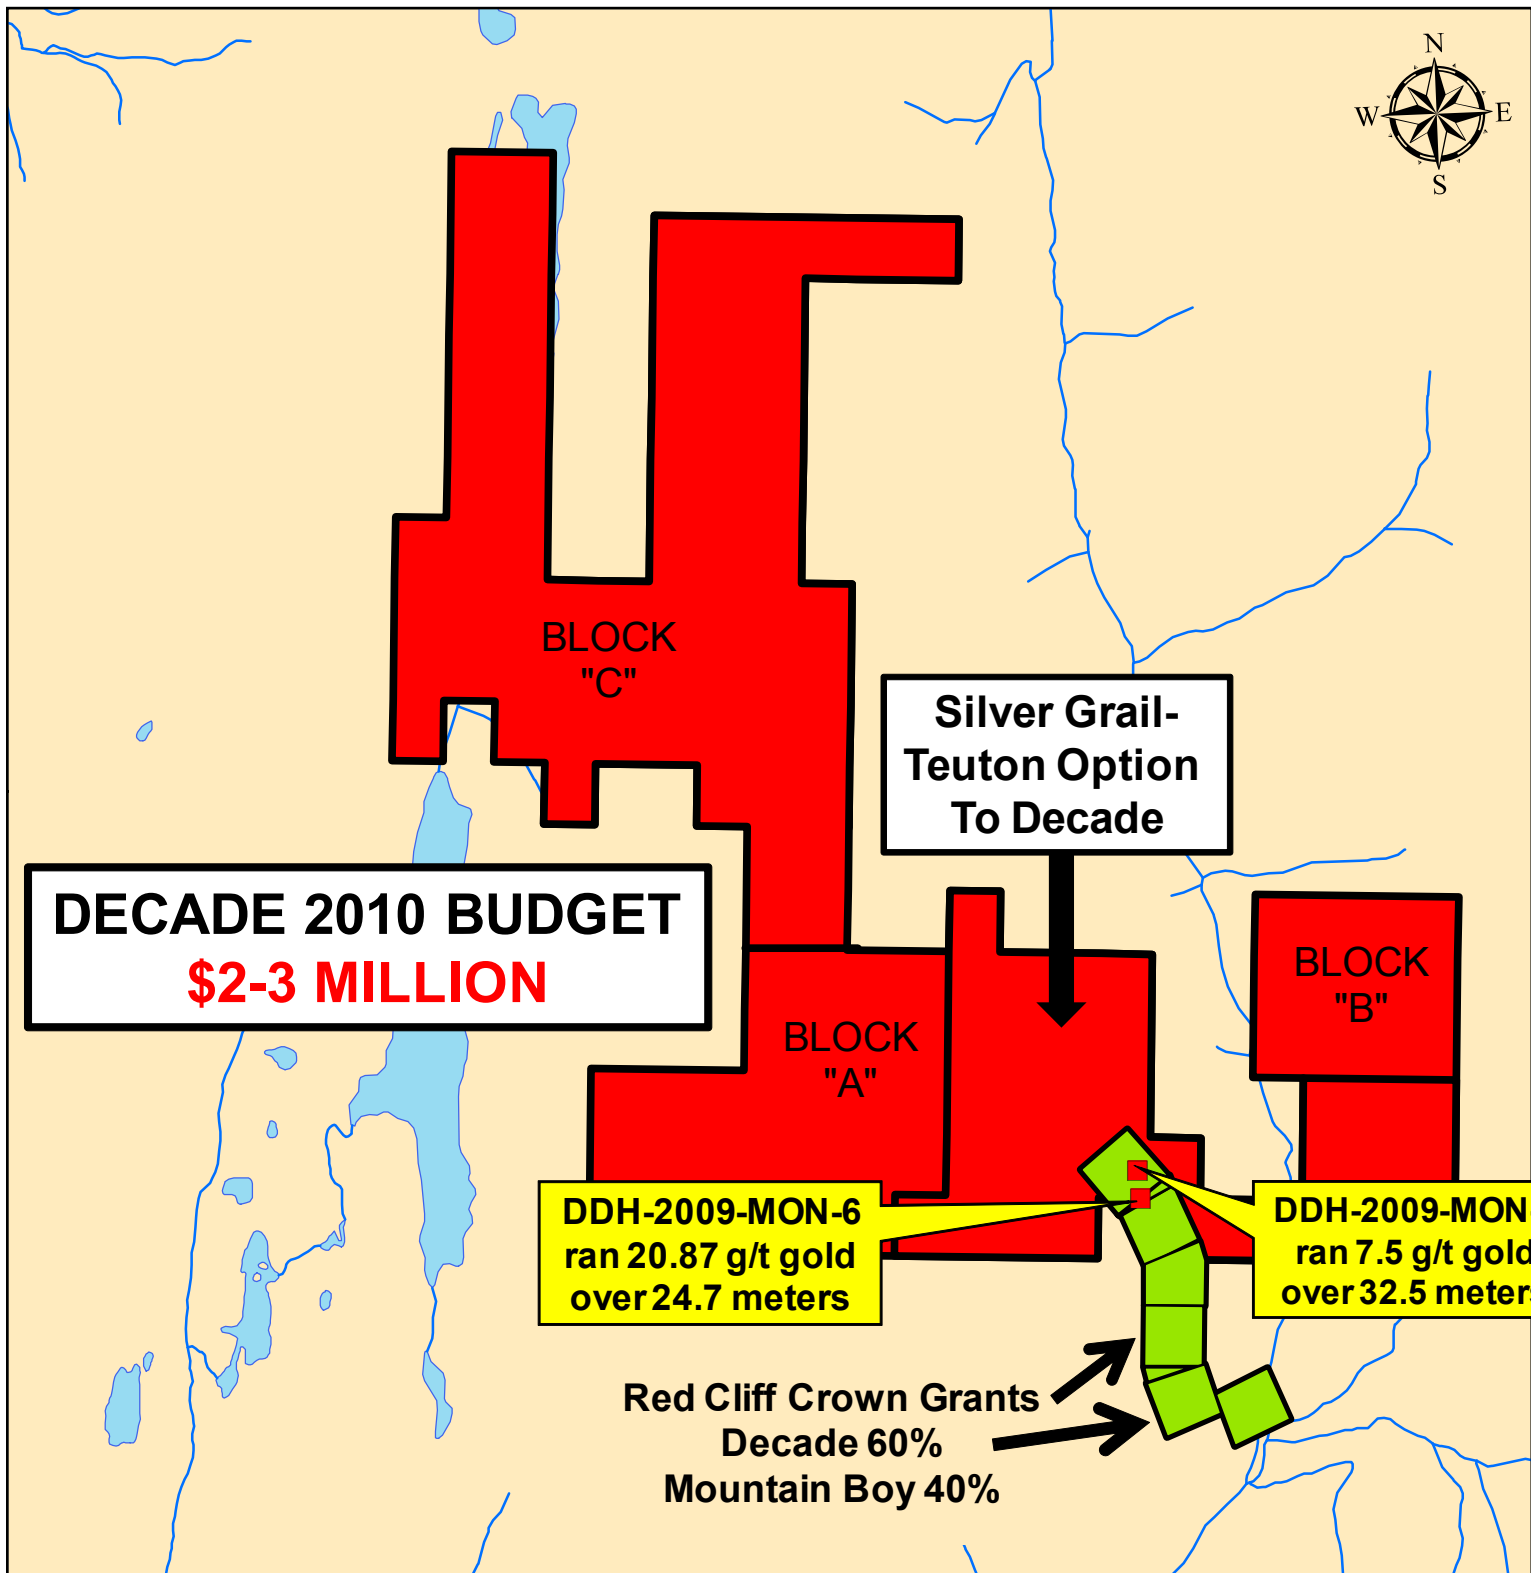 N
W E
S
BLOCK
"C"
Silver Grail-
Teuton Option
To Decade
DECADE 2010 BUDGET
$2-3 MILLION
BLOCK
"B"
BLOCK
"A"
DDH-2009-MON-6
ran 20.87 g/t gold
over 24.7 meters
DDH-2009-MON-
ran 7.5 g/t gold
over 32.5 meters
Red Cliff Crown Grants
Decade 60%
Mountain Boy 40%